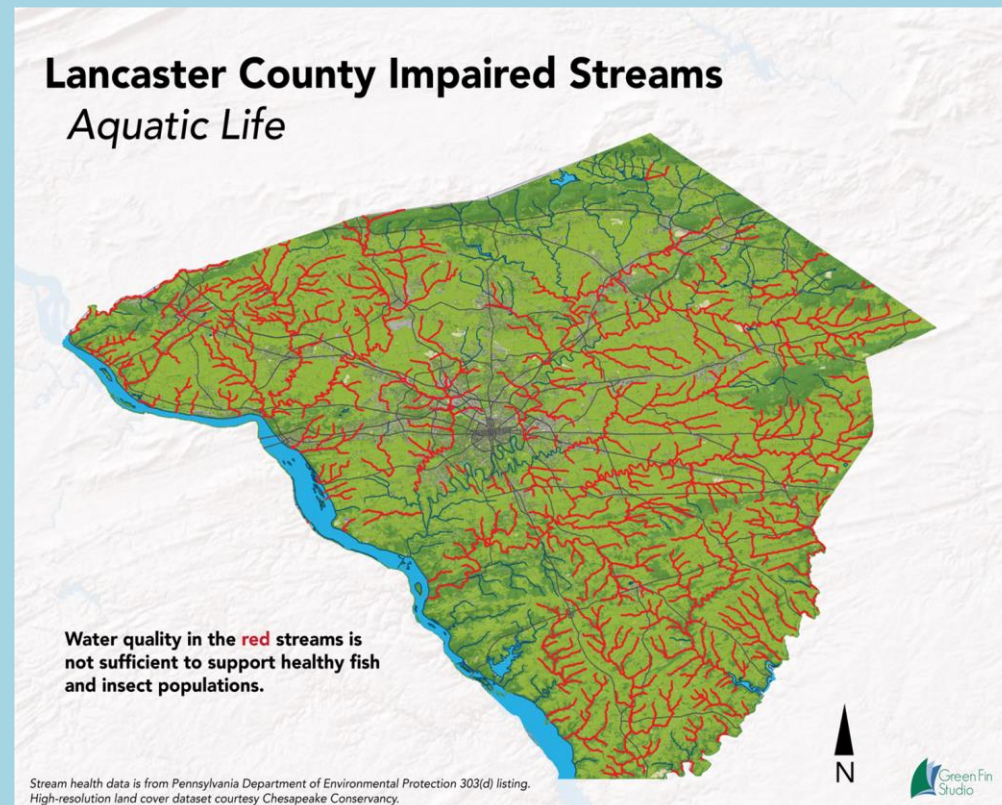 Lancaster County Impaired Streams
Aquatic Life
Water quality in the red streams is
not sufficient to support healthy fish
and insect populations.
N
Stream health data is from Pennsylvania Department of Environmental Protection 303(d) listing.
High-resolution land cover dataset courtesy Chesapeake Conservancy.
Green Fin
Studio